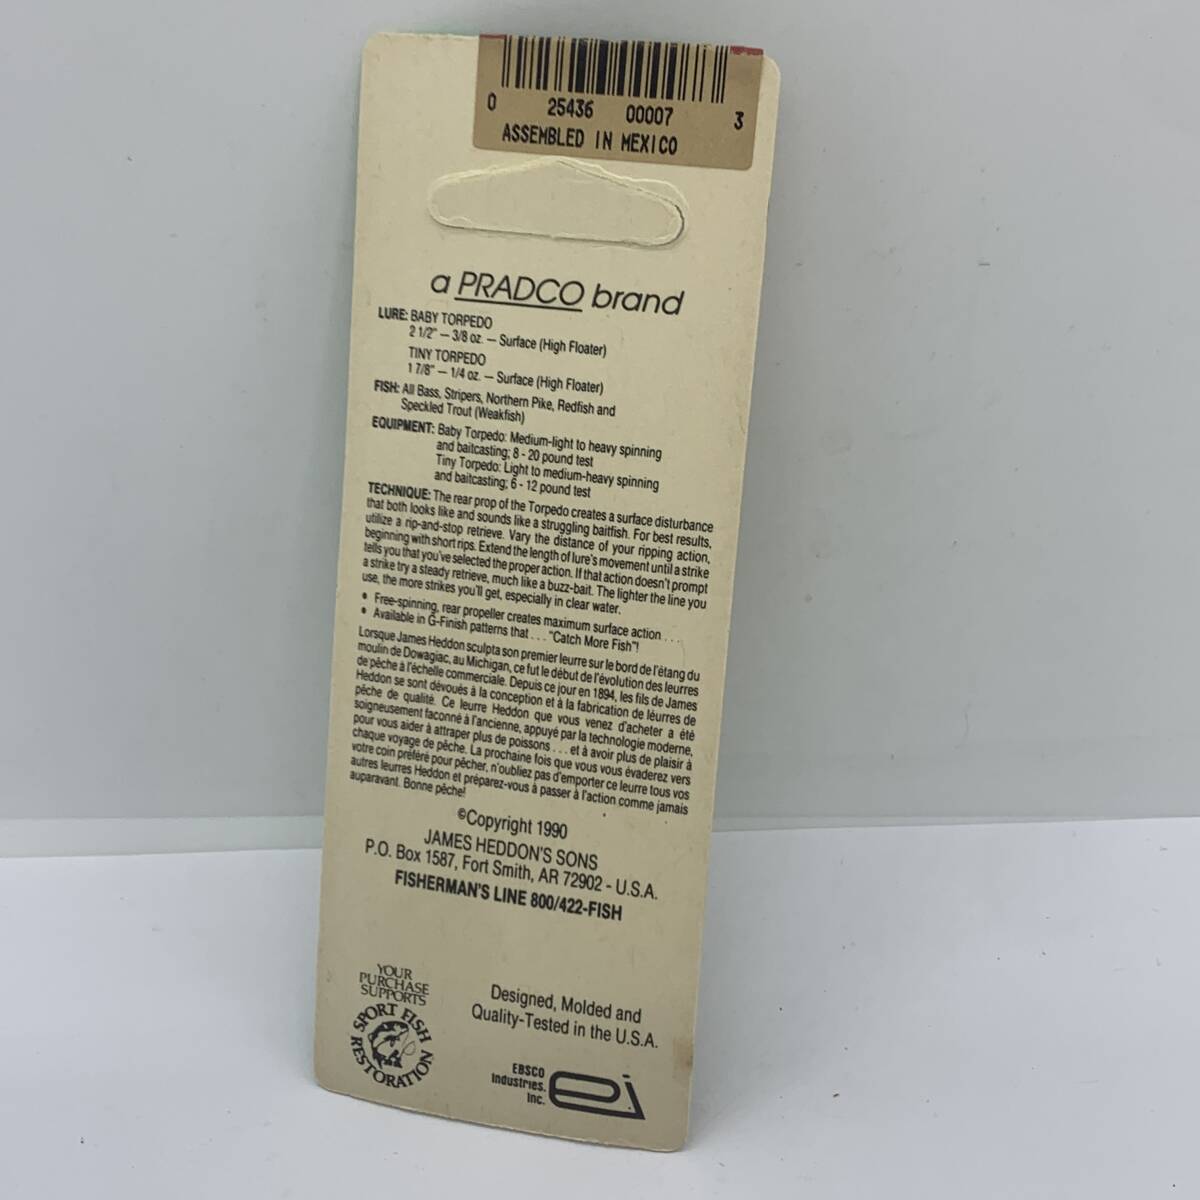 0 25436 00007 3
ASSEMBLED IN MEXICO
a PRADCO brand
LURE: BABY TORPEDO
2 1/2" — 3/8 oz. — Surface (High Floater)
TINY TORPEDO
1 7/8" — 1/4 oz. — Surface (High Floater)
FISH: All Bass, Stripers, Northern Pike, Redfish and
Speckled Trout (Weakfish)
EQUIPMENT: Baby Torpedo: Medium-light to heavy spinning
and baitcasting; 8 - 20 pound test
Tiny Torpedo: Light to medium-heavy spinning
and baitcasting; 6 - 12 pound test
TECHNIQUE: The rear prop of the Torpedo creates a surface disturbance
that both looks like and sounds like a struggling baitfish. For best results,
utilize a rip-and-stop retrieve. Vary the distance of your ripping action,
beginning with short rips. Extend the length of lure's movement until a strike
tells you that you've selected the proper action. If that action doesn't prompt
a strike try a steady retrieve, much like a buzz-bait. The lighter the line you
use, the more strikes you'll get, especially in clear water.
• Free-spinning, rear propeller creates maximum surface action . . .
• Available in G-Finish patterns that . . . "Catch More Fish"!
Lorsque James Heddon sculpta son premier leurre sur le bord de l'étang du
moulin de Dowagiac, au Michigan, ce fut le début de l'évolution des leurres
de pêche à l'échelle commerciale. Depuis ce jour en 1894, les fils de James
Heddon se sont dévoués à la conception et à la fabrication de léurres de
pêche de qualité. Ce leurre Heddon que vous venez d'acheter a été
soigneusement faconné à l'ancienne, appuyé par la technologie moderne,
pour vous aider à attraper plus de poissons . . . et à avoir plus de plaisir à
chaque voyage de pêche. La prochaine fois que vous vous évaderez vers
votre coin préféré pour pêcher, n'oubliez pas d'emporter ce leurre tous vos
autres leurres Heddon et préparez-vous à passer à l'action comme jamais
auparavant. Bonne pêche!
©Copyright 1990
JAMES HEDDON'S SONS
P.O. Box 1587, Fort Smith, AR 72902 - U.S.A.
FISHERMAN'S LINE 800/422-FISH
YOUR
PURCHASE
SUPPORTS
SPORT FISH
RESTORATION
Designed, Molded and
Quality-Tested in the U.S.A.
EBSCO
Industries,
Inc.
ei